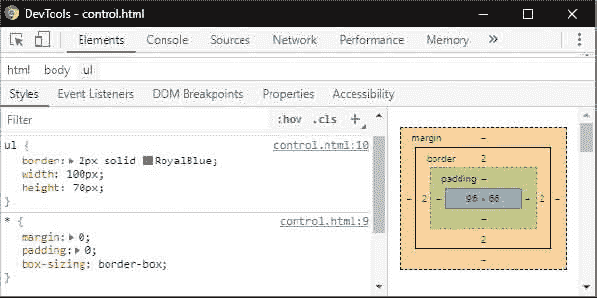 DevTools - control.html
Elements Console Sources Network Performance Memory »
html body ul
Styles Event Listeners DOM Breakpoints Properties Accessibility
Filter :hov .cls +
ul { control.html:10
border: 2px solid RoyalBlue;
width: 100px;
height: 70px;
}
* { control.html:9
margin: 0;
padding: 0;
box-sizing: border-box;
}
margin –
border 2
padding –
– 2 – 96 × 66 – 2 –
–
2
–